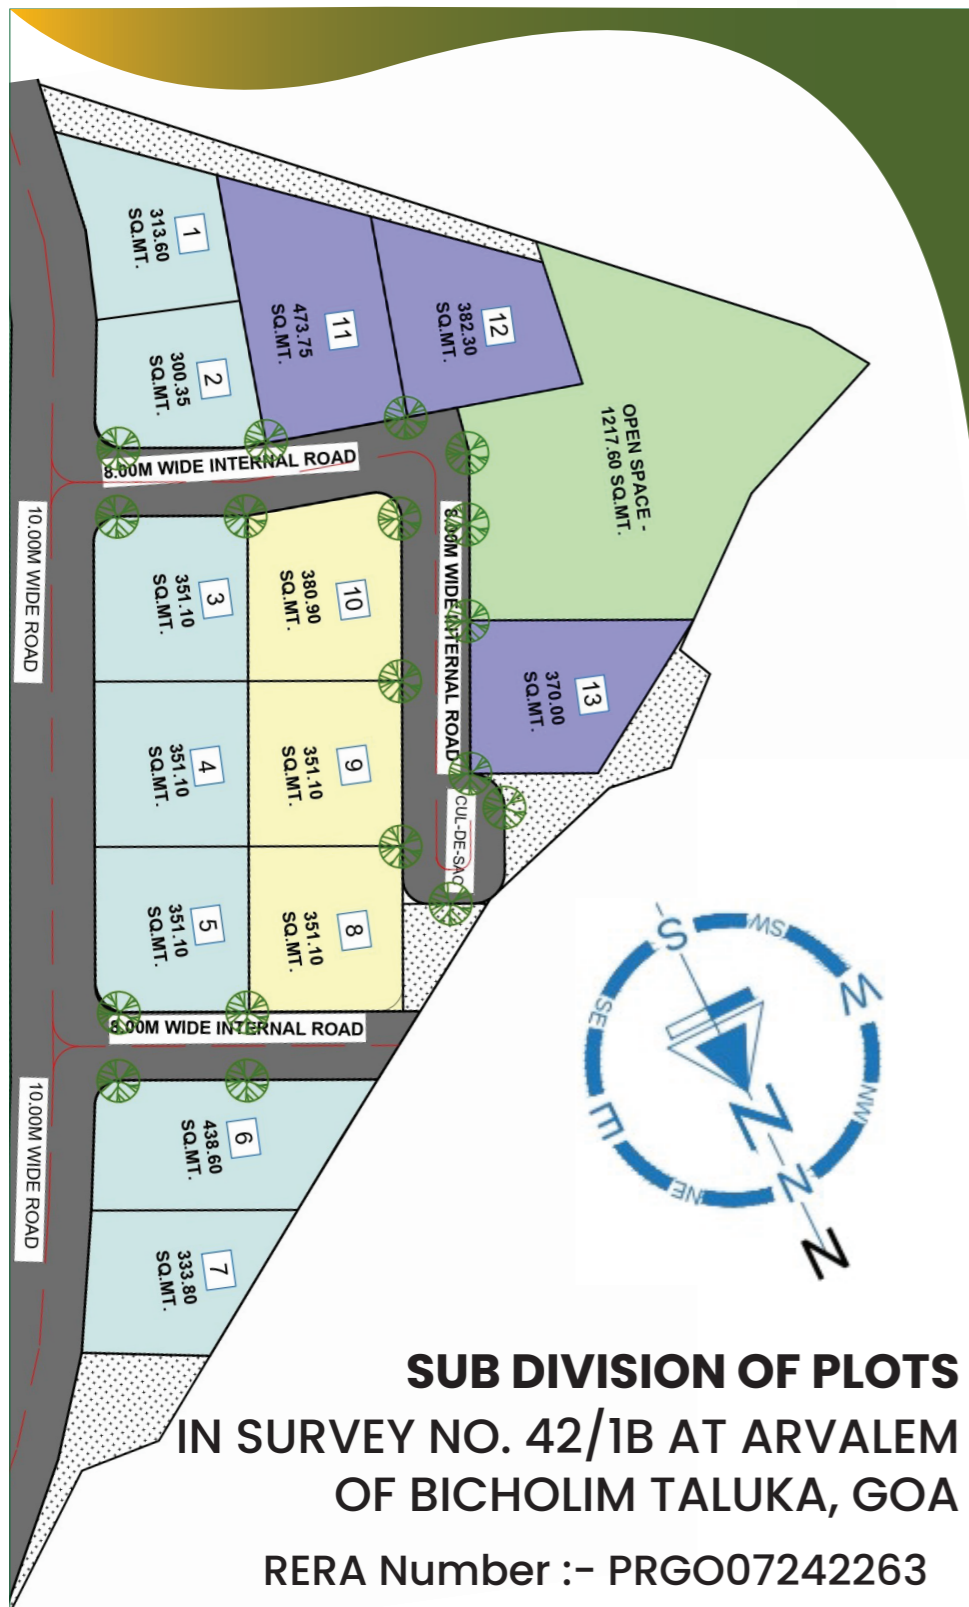 1
313.60
SQ.MT.
2
300.35
SQ.MT.
11
473.75
SQ.MT.
12
382.30
SQ.MT.
OPEN SPACE -
1217.60 SQ.MT.
8.00M WIDE INTERNAL ROAD
10.00M WIDE ROAD
3
351.10
SQ.MT.
10
380.90
SQ.MT.
8.00M WIDE INTERNAL ROAD
13
370.00
SQ.MT.
4
351.10
SQ.MT.
9
351.10
SQ.MT.
CUL-DE-SAC
5
351.10
SQ.MT.
8
351.10
SQ.MT.
8.00M WIDE INTERNAL ROAD
10.00M WIDE ROAD
6
438.60
SQ.MT.
7
333.80
SQ.MT.
S
SW
W
SE
NW
E
N
NE
N
N
SUB DIVISION OF PLOTS
IN SURVEY NO. 42/1B AT ARVALEM
OF BICHOLIM TALUKA, GOA
RERA Number :- PRGO07242263